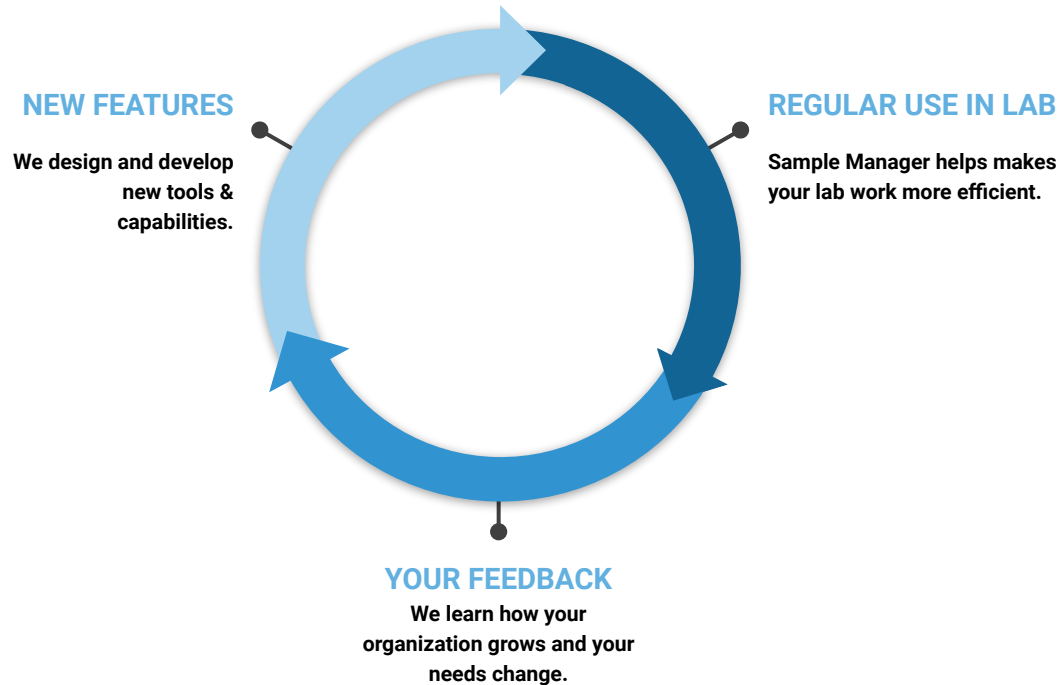 NEW FEATURES
We design and develop
new tools &
capabilities.
REGULAR USE IN LAB
Sample Manager helps makes
your lab work more efficient.
YOUR FEEDBACK
We learn how your
organization grows and your
needs change.